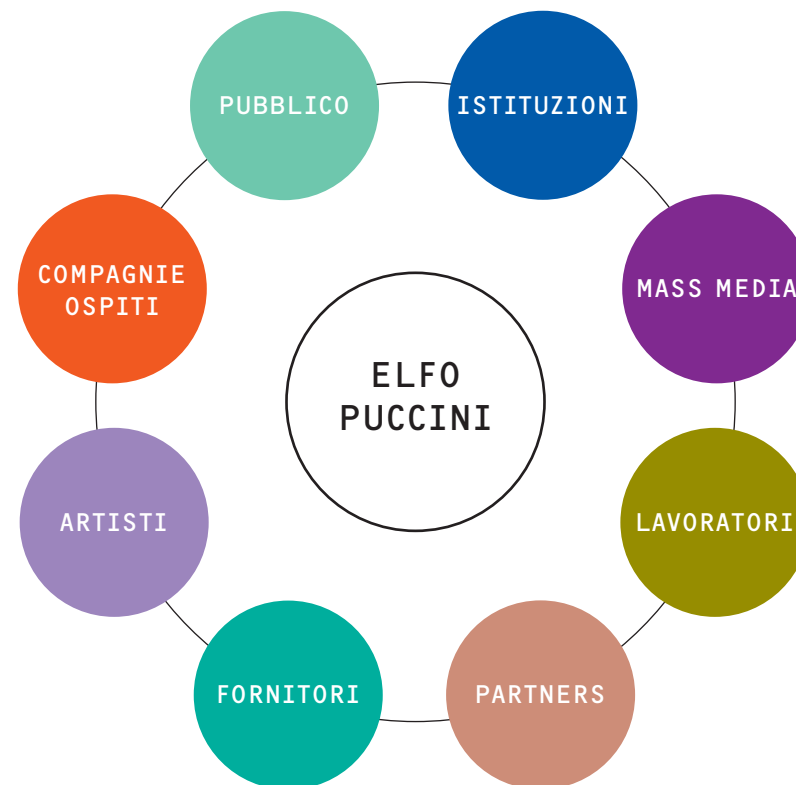 PUBBLICO
ISTITUZIONI
COMPAGNIE
OSPITI
MASS MEDIA
ELFO
PUCCINI
ARTISTI
LAVORATORI
FORNITORI
PARTNERS